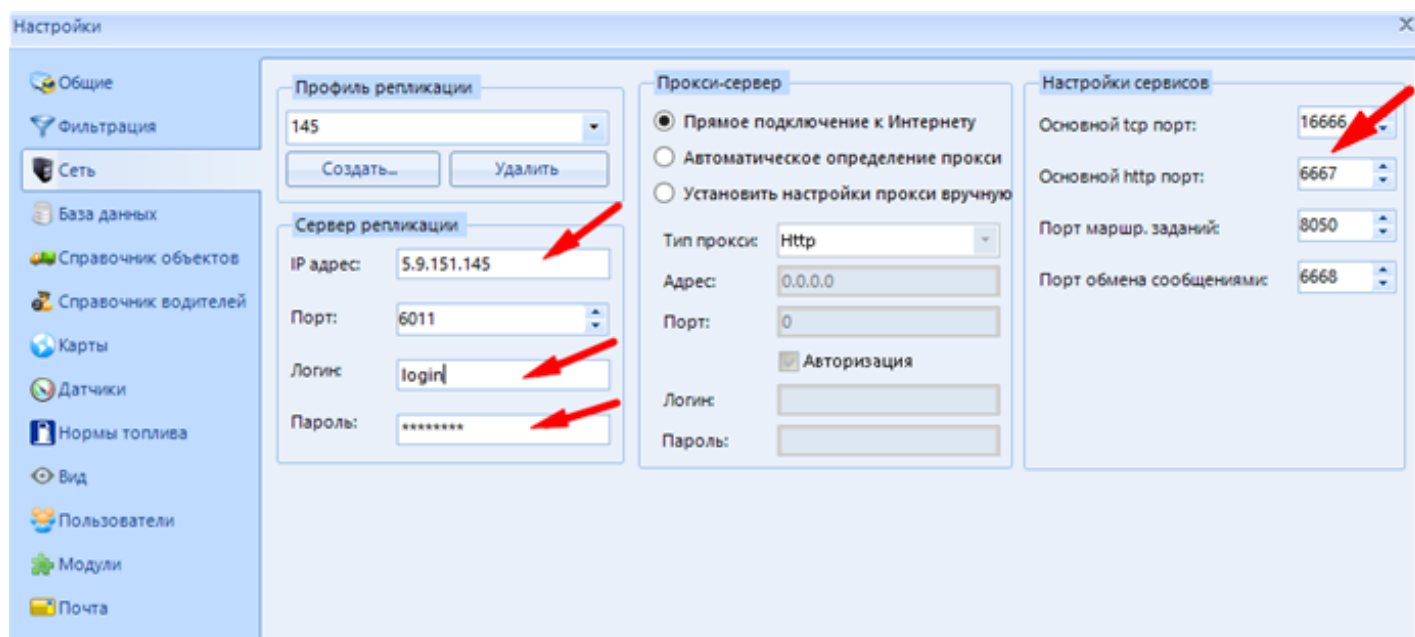 Настройки
Общие
Фильтрация
Сеть
База данных
Справочник объектов
Справочник водителей
Карты
Датчики
Нормы топлива
Вид
Пользователи
Модули
Почта
Профиль репликации
145
Создать...
Удалить
Сервер репликации
IP адрес:
5.9.151.145
Порт:
6011
Логин:
login
Пароль:
********
Прокси-сервер
Прямое подключение к Интернету
Автоматическое определение прокси
Установить настройки прокси вручную
Тип прокси:
Http
Адрес:
0.0.0.0
Порт:
0
Авторизация
Логин:
Пароль:
Настройки сервисов
Основной tcp порт:
16666
Основной http порт:
6667
Порт маршр. заданий:
8050
Порт обмена сообщениями:
6668